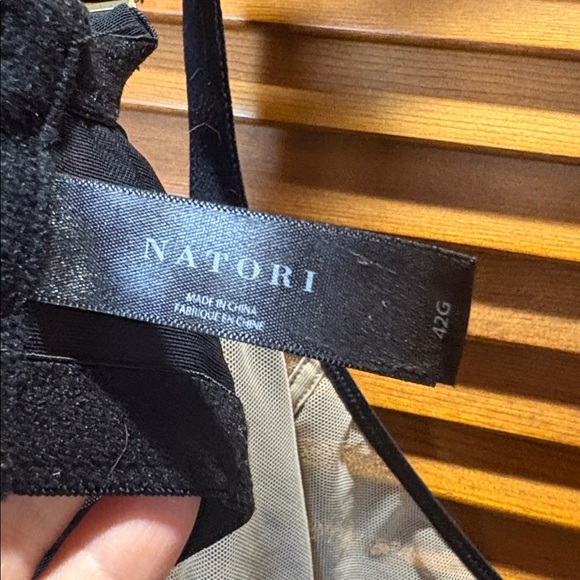 NATORI
MADE IN CHINA
FABRIQUÉ EN CHINE
42G